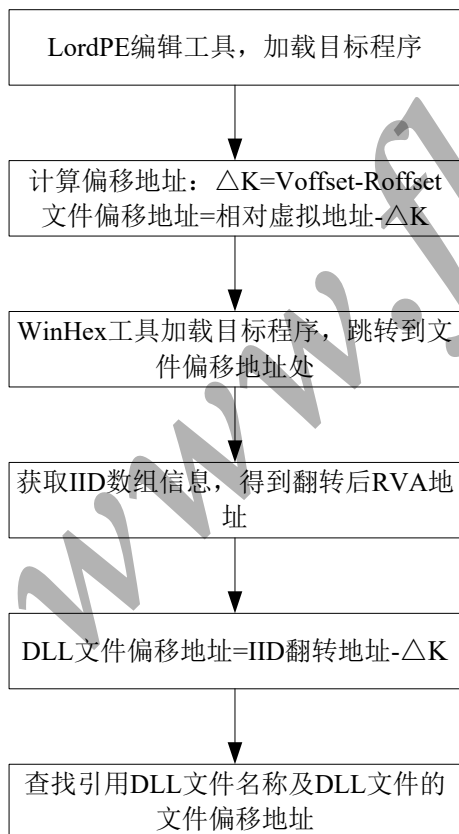 LordPE编辑工具，加载目标程序
计算偏移地址：△K=Voffset-Roffset
文件偏移地址=相对虚拟地址-△K
WinHex工具加载目标程序，跳转到文
件偏移地址处
获取IID数组信息，得到翻转后RVA地
址
DLL文件偏移地址=IID翻转地址-△K
查找引用DLL文件名称及DLL文件的
文件偏移地址
www.f